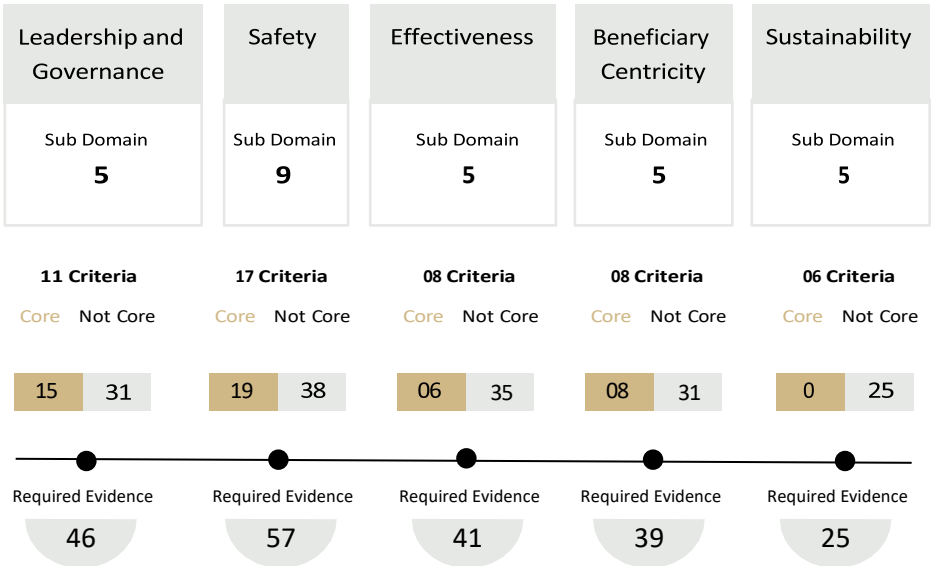 Leadership and
Governance
Safety
Effectiveness
Beneficiary
Centricity
Sustainability
Sub Domain
5
Sub Domain
9
Sub Domain
5
Sub Domain
5
Sub Domain
5
11 Criteria
17 Criteria
08 Criteria
08 Criteria
06 Criteria
Core Not Core
Core Not Core
Core Not Core
Core Not Core
Core Not Core
15 31
19 38
06 35
08 31
0 25
Required Evidence
46
Required Evidence
57
Required Evidence
41
Required Evidence
39
Required Evidence
25